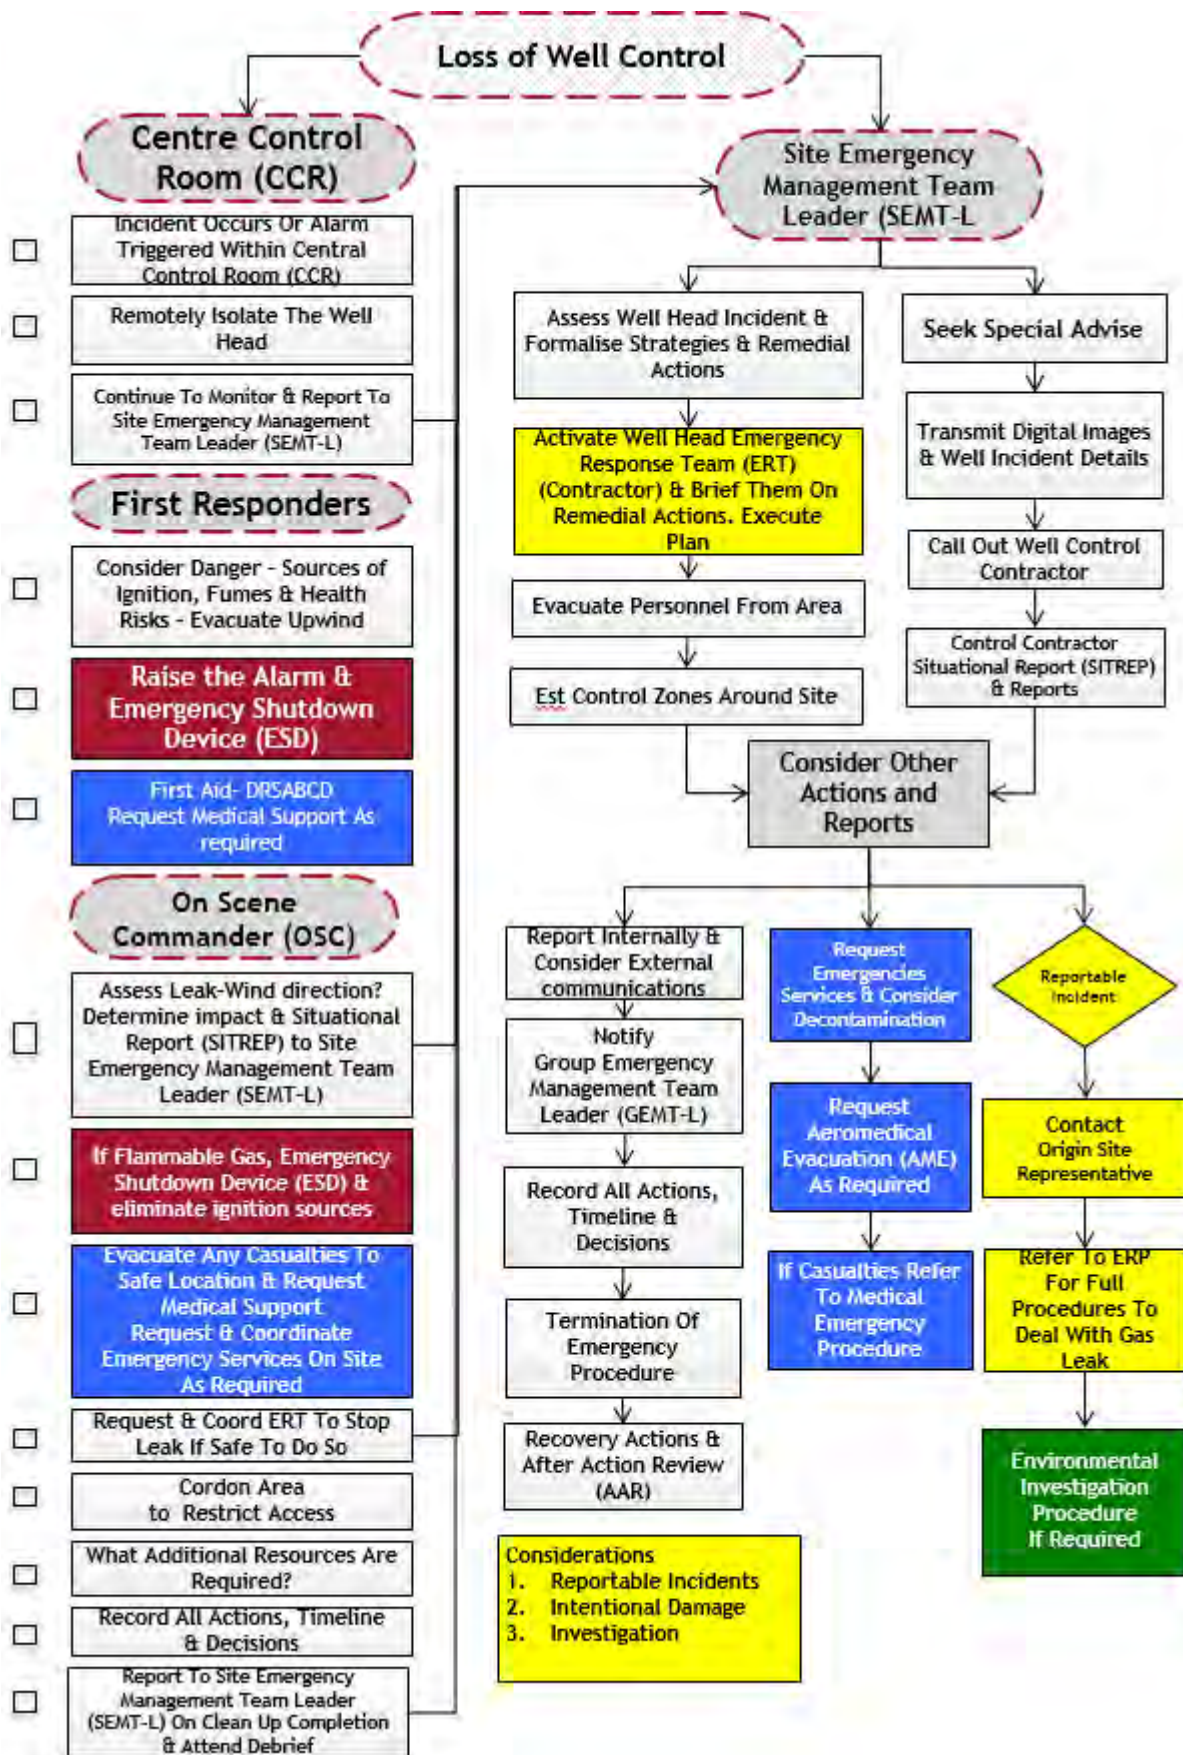 Loss of Well Control
Centre Control
Room (CCR)
Incident Occurs Or Alarm
Triggered Within Central
Control Room (CCR)
Remotely Isolate The Well
Head
Continue To Monitor & Report To
Site Emergency Management
Team Leader (SEMT-L)
First Responders
Consider Danger - Sources of
Ignition, Fumes & Health
Risks - Evacuate Upwind
Raise the Alarm &
Emergency Shutdown
Device (ESD)
First Aid- DRSABCD
Request Medical Support As
required
On Scene
Commander (OSC)
Assess Leak-Wind direction?
Determine impact & Situational
Report (SITREP) to Site
Emergency Management Team
Leader (SEMT-L)
If Flammable Gas, Emergency
Shutdown Device (ESD) &
eliminate ignition sources
Evacuate Any Casualties To
Safe Location & Request
Medical Support
Request & Coordinate
Emergency Services On Site
As Required
Request & Coord ERT To Stop
Leak If Safe To Do So
Cordon Area
to Restrict Access
What Additional Resources Are
Required?
Record All Actions, Timeline
& Decisions
Report To Site Emergency
Management Team Leader
(SEMT-L) On Clean Up Completion
& Attend Debrief
Site Emergency
Management Team
Leader (SEMT-L
Assess Well Head Incident &
Formalise Strategies & Remedial
Actions
Activate Well Head Emergency
Response Team (ERT)
(Contractor) & Brief Them On
Remedial Actions. Execute
Plan
Evacuate Personnel From Area
Est Control Zones Around Site
Seek Special Advise
Transmit Digital Images
& Well Incident Details
Call Out Well Control
Contractor
Control Contractor
Situational Report (SITREP)
& Reports
Consider Other
Actions and
Reports
Report Internally &
Consider External
communications
Notify
Group Emergency
Management Team
Leader (GEMT-L)
Record All Actions,
Timeline &
Decisions
Termination Of
Emergency
Procedure
Recovery Actions &
After Action Review
(AAR)
Request
Emergencies
Services & Consider
Decontamination
Request
Aeromedical
Evacuation (AME)
As Required
If Casualties Refer
To Medical
Emergency
Procedure
Reportable
Incident
Contact
Origin Site
Representative
Refer To ERP
For Full
Procedures To
Deal With Gas
Leak
Environmental
Investigation
Procedure
If Required
Considerations
1. Reportable Incidents
2. Intentional Damage
3. Investigation